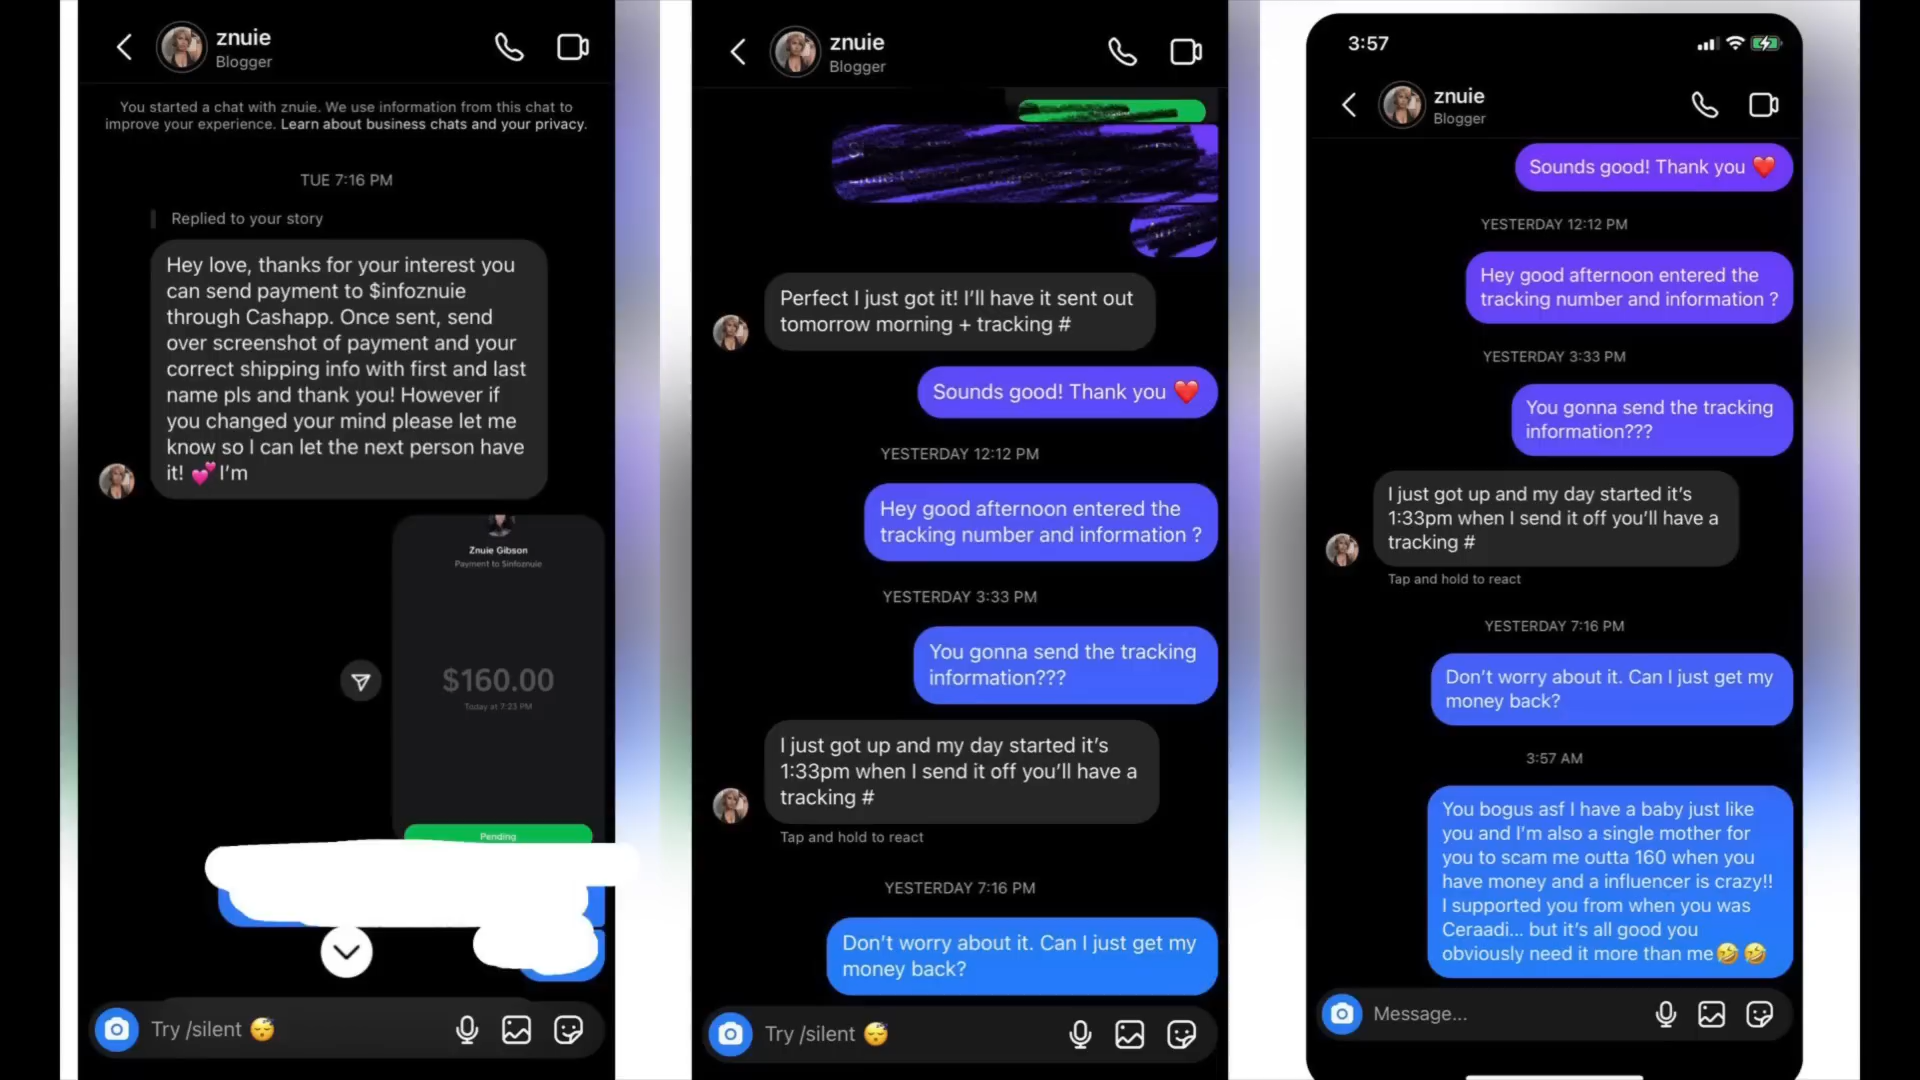 znuie
Blogger
You started a chat with znuie. We use information from this chat to
improve your experience. Learn about business chats and your privacy.
TUE 7:16 PM
Replied to your story
Hey love, thanks for your interest you
can send payment to $infoznuie
through Cashapp. Once sent, send
over screenshot of payment and your
correct shipping info with first and last
name pls and thank you! However if
you changed your mind please let me
know so I can let the next person have
it! 💕 I'm
Znuie Gibson
Payment to $infoznuie
$160.00
Today at 7:23 PM
Pending
Try /silent 😴
znuie
Blogger
Perfect I just got it! I'll have it sent out
tomorrow morning + tracking #
Sounds good! Thank you ❤️
YESTERDAY 12:12 PM
Hey good afternoon entered the
tracking number and information ?
YESTERDAY 3:33 PM
You gonna send the tracking
information???
I just got up and my day started it's
1:33pm when I send it off you'll have a
tracking #
Tap and hold to react
YESTERDAY 7:16 PM
Don't worry about it. Can I just get my
money back?
Try /silent 😴
3:57
znuie
Blogger
Sounds good! Thank you ❤️
YESTERDAY 12:12 PM
Hey good afternoon entered the
tracking number and information ?
YESTERDAY 3:33 PM
You gonna send the tracking
information???
I just got up and my day started it's
1:33pm when I send it off you'll have a
tracking #
Tap and hold to react
YESTERDAY 7:16 PM
Don't worry about it. Can I just get my
money back?
3:57 AM
You bogus asf I have a baby just like
you and I'm also a single mother for
you to scam me outta 160 when you
have money and a influencer is crazy!!
I supported you from when you was
Ceraadi... but it's all good you
obviously need it more than me🤣 🤣
Message...